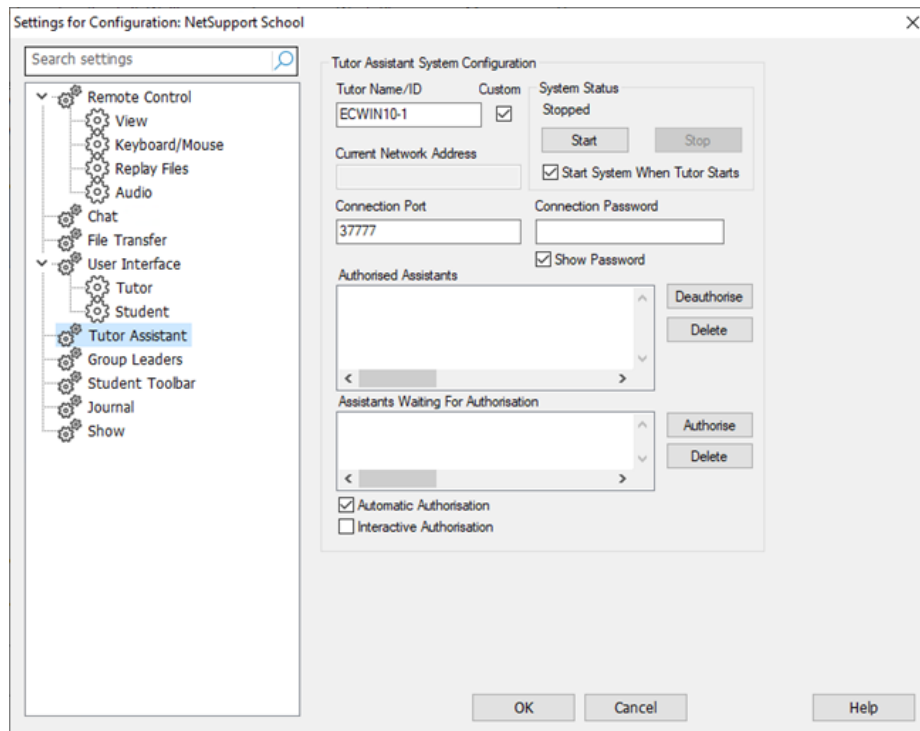 Settings for Configuration: NetSupport School
Search settings
Remote Control
View
Keyboard/Mouse
Replay Files
Audio
Chat
File Transfer
User Interface
Tutor
Student
Tutor Assistant
Group Leaders
Student Toolbar
Journal
Show
Tutor Assistant System Configuration
Tutor Name/ID Custom
ECWIN10-1
System Status
Stopped
Start Stop
Start System When Tutor Starts
Current Network Address
Connection Port
37777
Connection Password
Show Password
Authorised Assistants
Deauthorise
Delete
Assistants Waiting For Authorisation
Authorise
Delete
Automatic Authorisation
Interactive Authorisation
OK Cancel Help